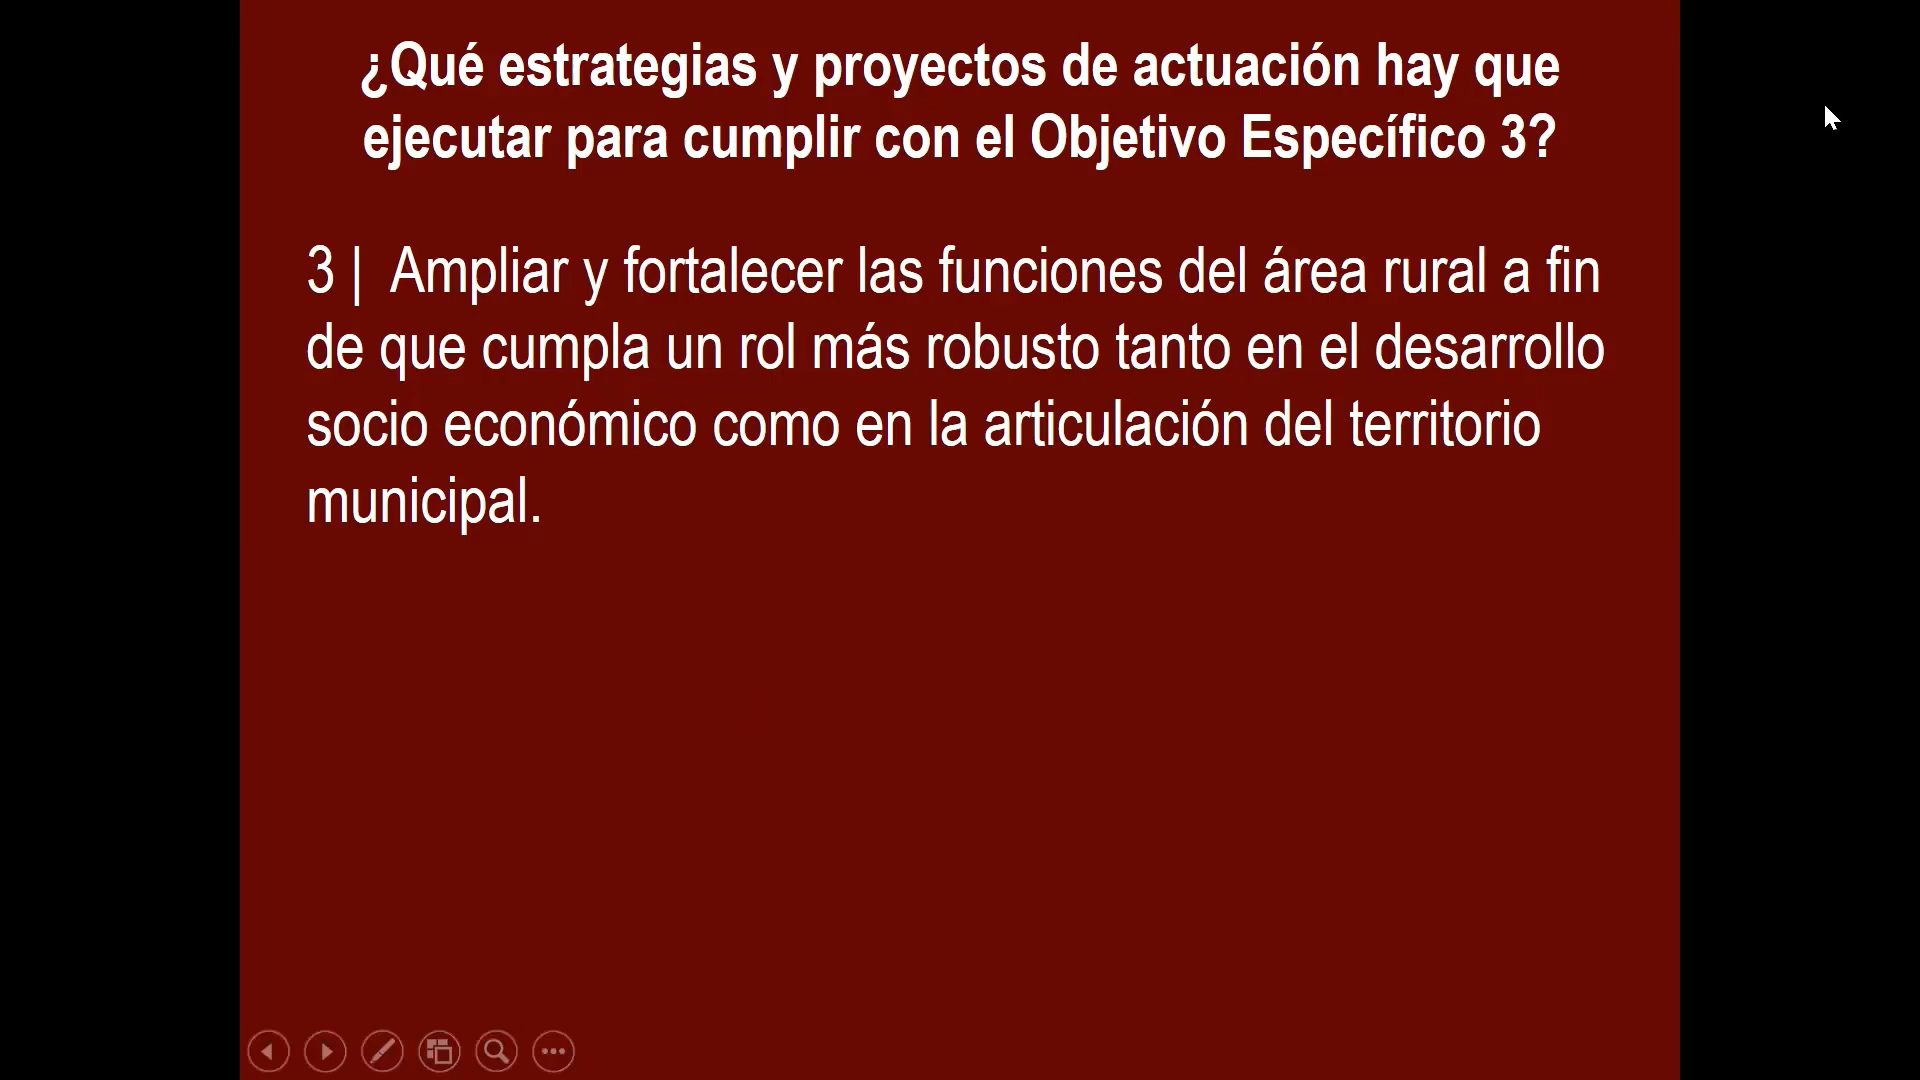 ¿Qué estrategias y proyectos de actuación hay que
ejecutar para cumplir con el Objetivo Específico 3?
3 | Ampliar y fortalecer las funciones del área rural a fin
de que cumpla un rol más robusto tanto en el desarrollo
socio económico como en la articulación del territorio
municipal.